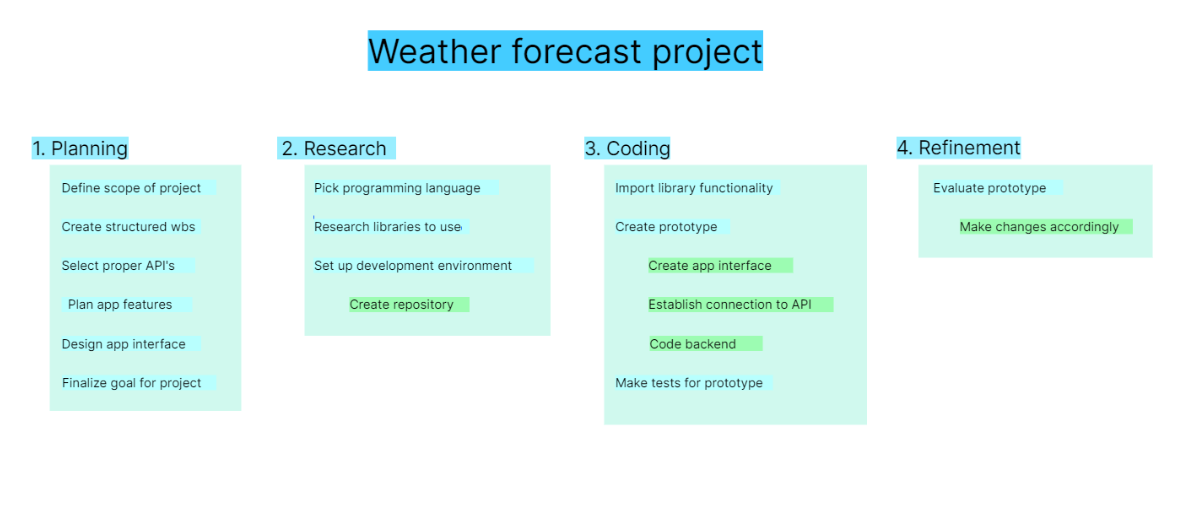 Weather forecast project
1. Planning
Define scope of project
Create structured wbs
Select proper API's
Plan app features
Design app interface
Finalize goal for project
2. Research
Pick programming language
Research libraries to use
Set up development environment
Create repository
3. Coding
Import library functionality
Create prototype
Create app interface
Establish connection to API
Code backend
Make tests for prototype
4. Refinement
Evaluate prototype
Make changes accordingly